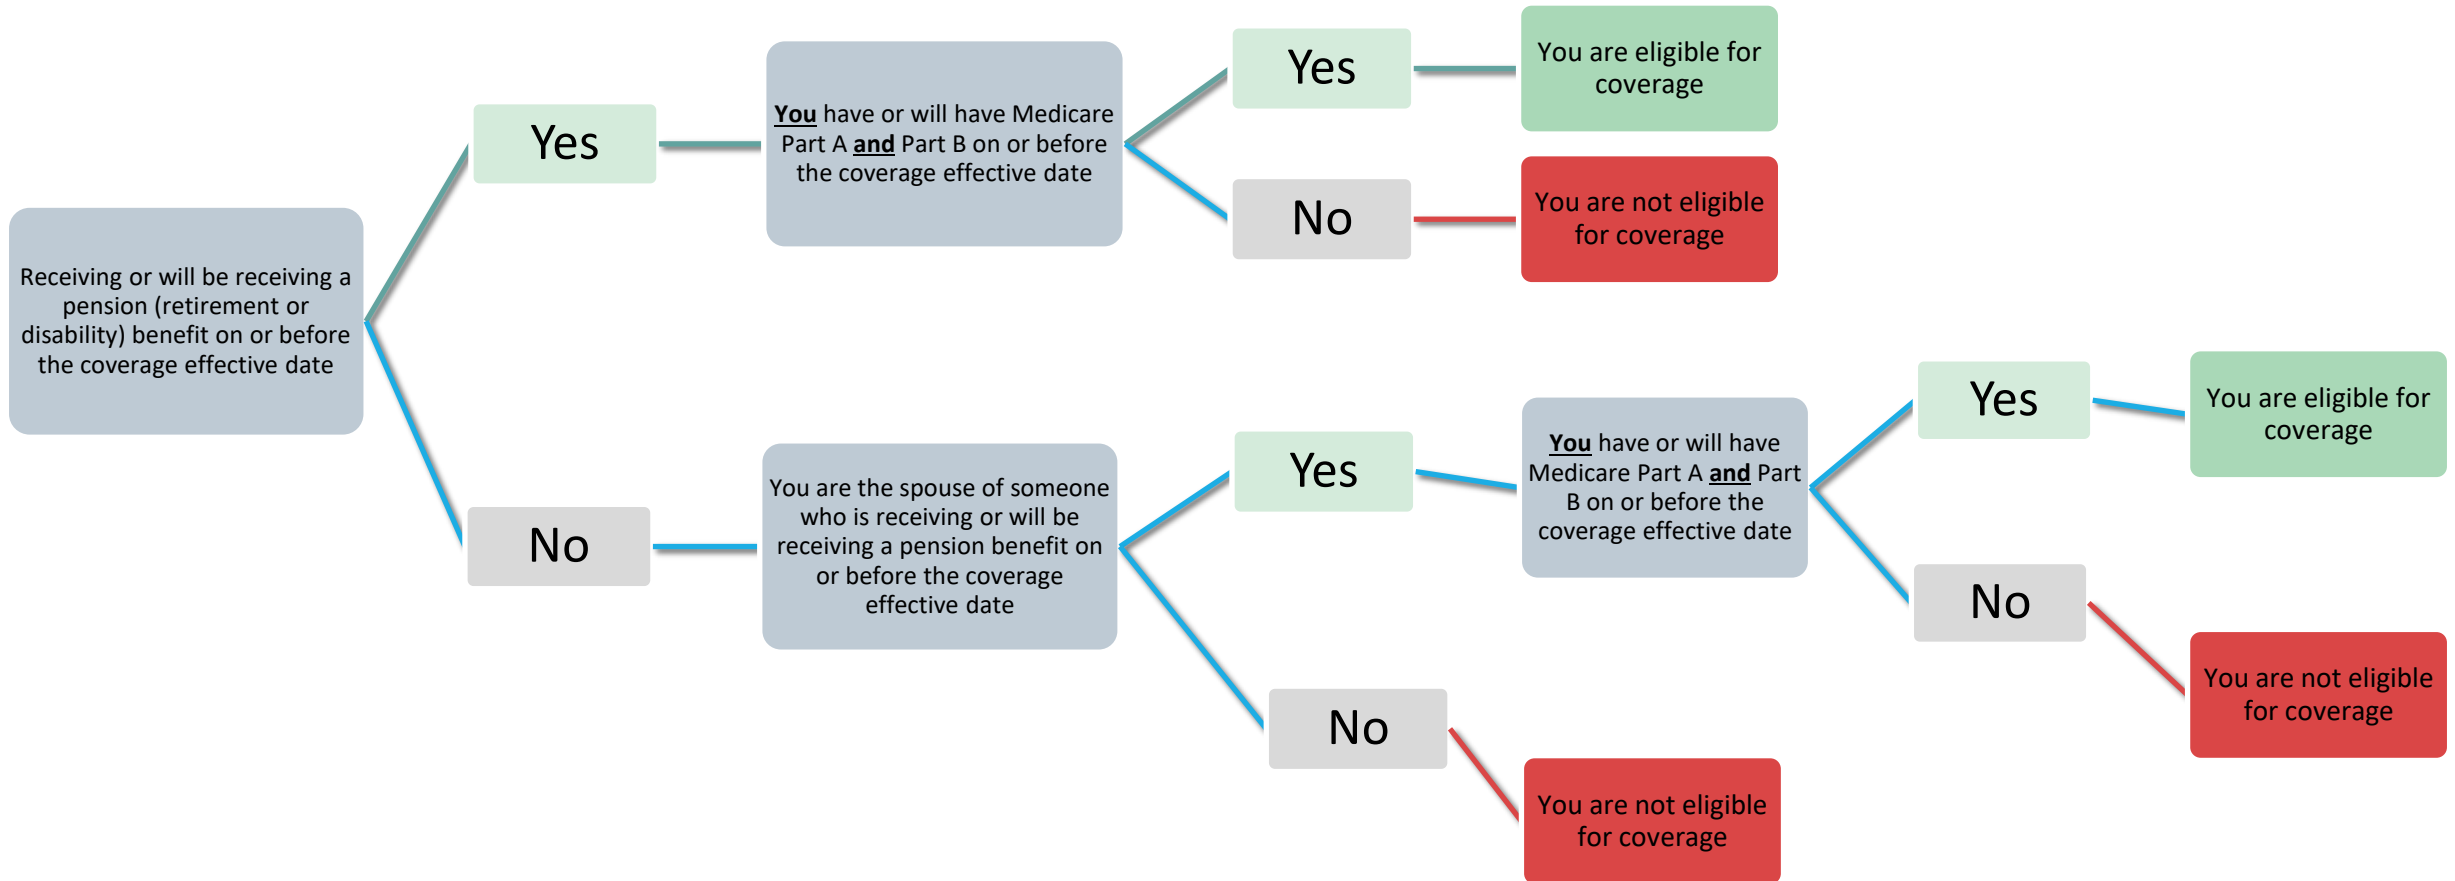 Receiving or will be receiving a
pension (retirement or
disability) benefit on or before
the coverage effective date
Yes
You have or will have Medicare
Part A and Part B on or before
the coverage effective date
Yes
You are eligible for
coverage
No
You are not eligible
for coverage
No
You are the spouse of someone
who is receiving or will be
receiving a pension benefit on
or before the coverage
effective date
Yes
You have or will have
Medicare Part A and Part
B on or before the
coverage effective date
Yes
You are eligible for
coverage
No
You are not eligible
for coverage
No
You are not eligible
for coverage